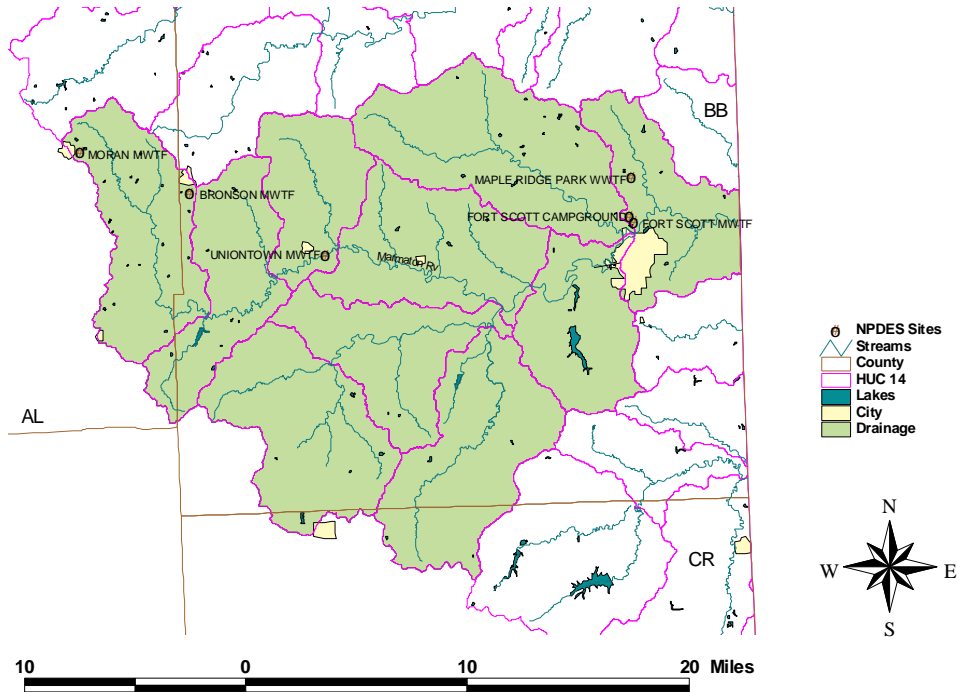 BB
MORAN MWTF
MAPLE RIDGE PARK WWTF
BRONSON MWTF
FORT SCOTT CAMPGROUND
FORT SCOTT MWTF
UNIONTOWN MWTF
Marmaton Rv
NPDES Sites
Streams
County
HUC 14
Lakes
City
Drainage
AL
CR
N
W
E
S
10 0 10 20 Miles